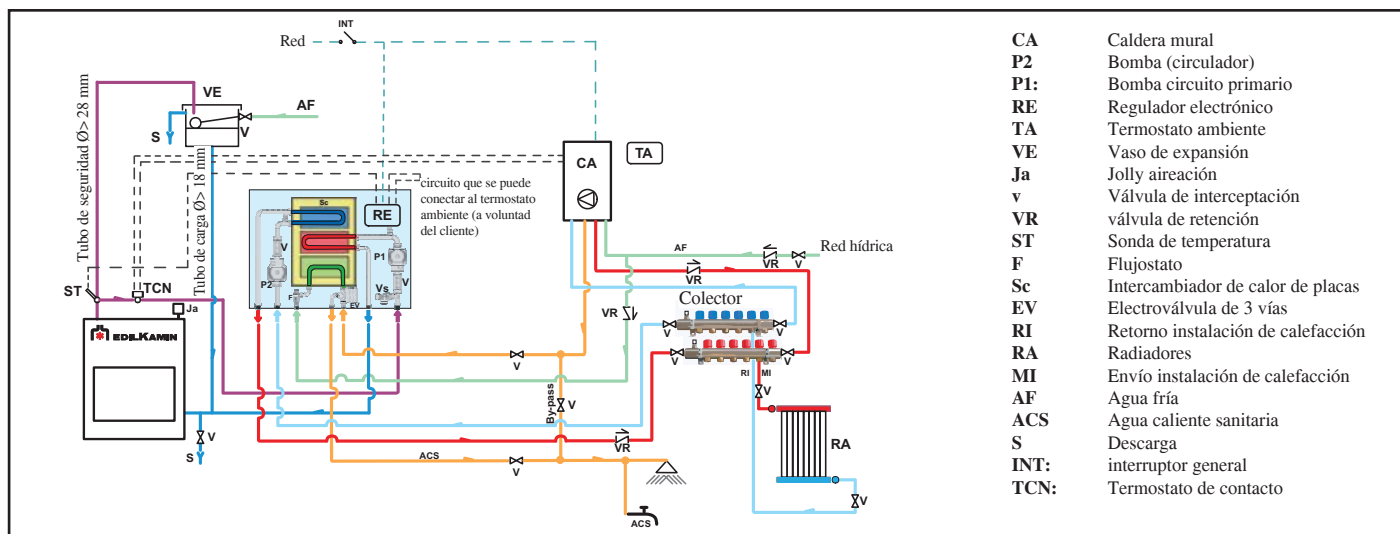 INT
Red
VE
AF
S
V
Tubo de seguridad Ø> 28 mm
Tubo de carga Ø> 18 mm
CA
TA
circuito que se puede
conectar al termostato
ambiente (a voluntad
del cliente)
Sc
RE
V
P1
P2
V
Vs
F
EV
ST
TCN
Ja
EDILKAMIN
AF
VR
V
Red hídrica
VR
VR
Colector
V
V
V
V
RI
MI
V
V
By-pass
V
V
S
VR
ACS
V
ACS
RA
V
CA Caldera mural
P2 Bomba (circulador)
P1: Bomba circuito primario
RE Regulador electrónico
TA Termostato ambiente
VE Vaso de expansión
Ja Jolly aireación
v Válvula de interceptación
VR válvula de retención
ST Sonda de temperatura
F Flujostato
Sc Intercambiador de calor de placas
EV Electroválvula de 3 vías
RI Retorno instalación de calefacción
RA Radiadores
MI Envío instalación de calefacción
AF Agua fría
ACS Agua caliente sanitaria
S Descarga
INT: interruptor general
TCN: Termostato de contacto